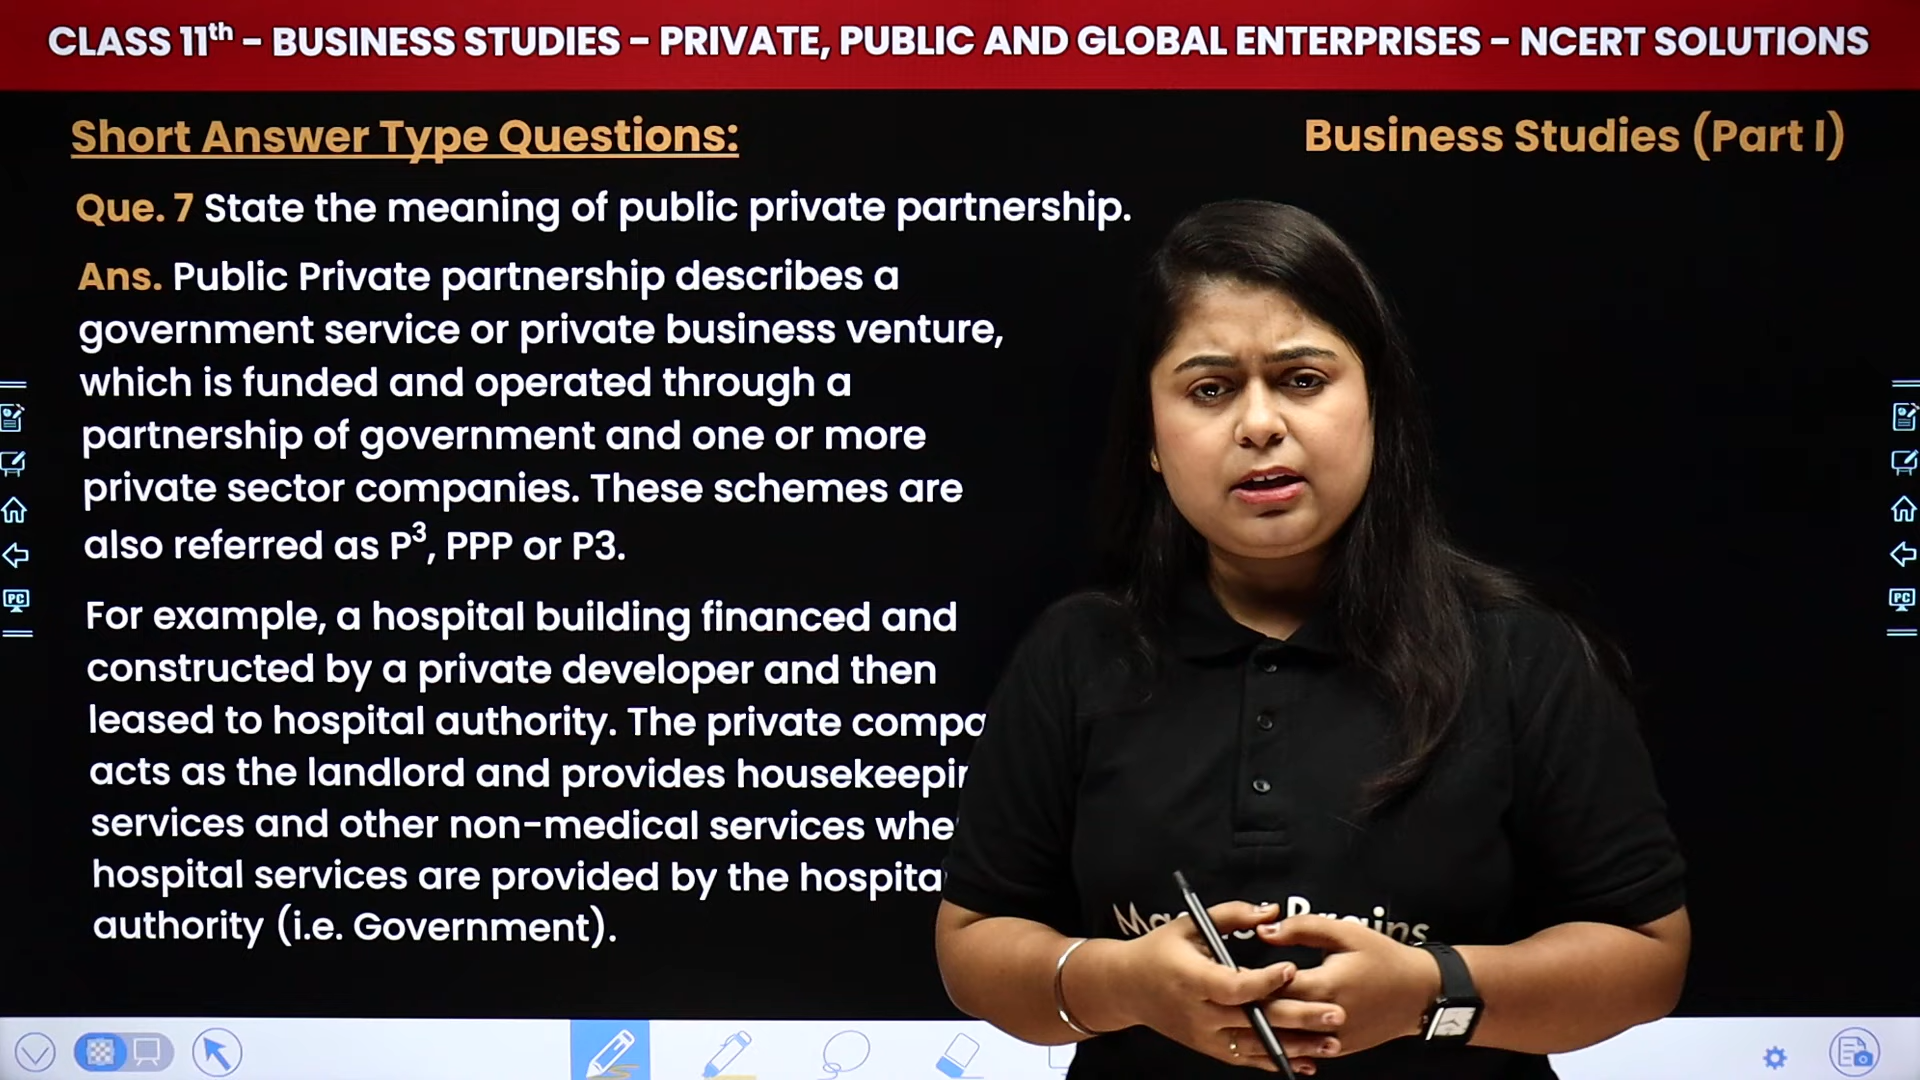 CLASS 11th – BUSINESS STUDIES – PRIVATE, PUBLIC AND GLOBAL ENTERPRISES – NCERT SOLUTIONS
Short Answer Type Questions:
Business Studies (Part I)
Que. 7 State the meaning of public private partnership.
Ans. Public Private partnership describes a
government service or private business venture,
which is funded and operated through a
partnership of government and one or more
private sector companies. These schemes are
also referred as P³, PPP or P3.
For example, a hospital building financed and
constructed by a private developer and then
leased to hospital authority. The private
acts as the landlord and provides
services and other non-medical services
hospital services are provided by the
authority (i.e. Government).
PC
PC